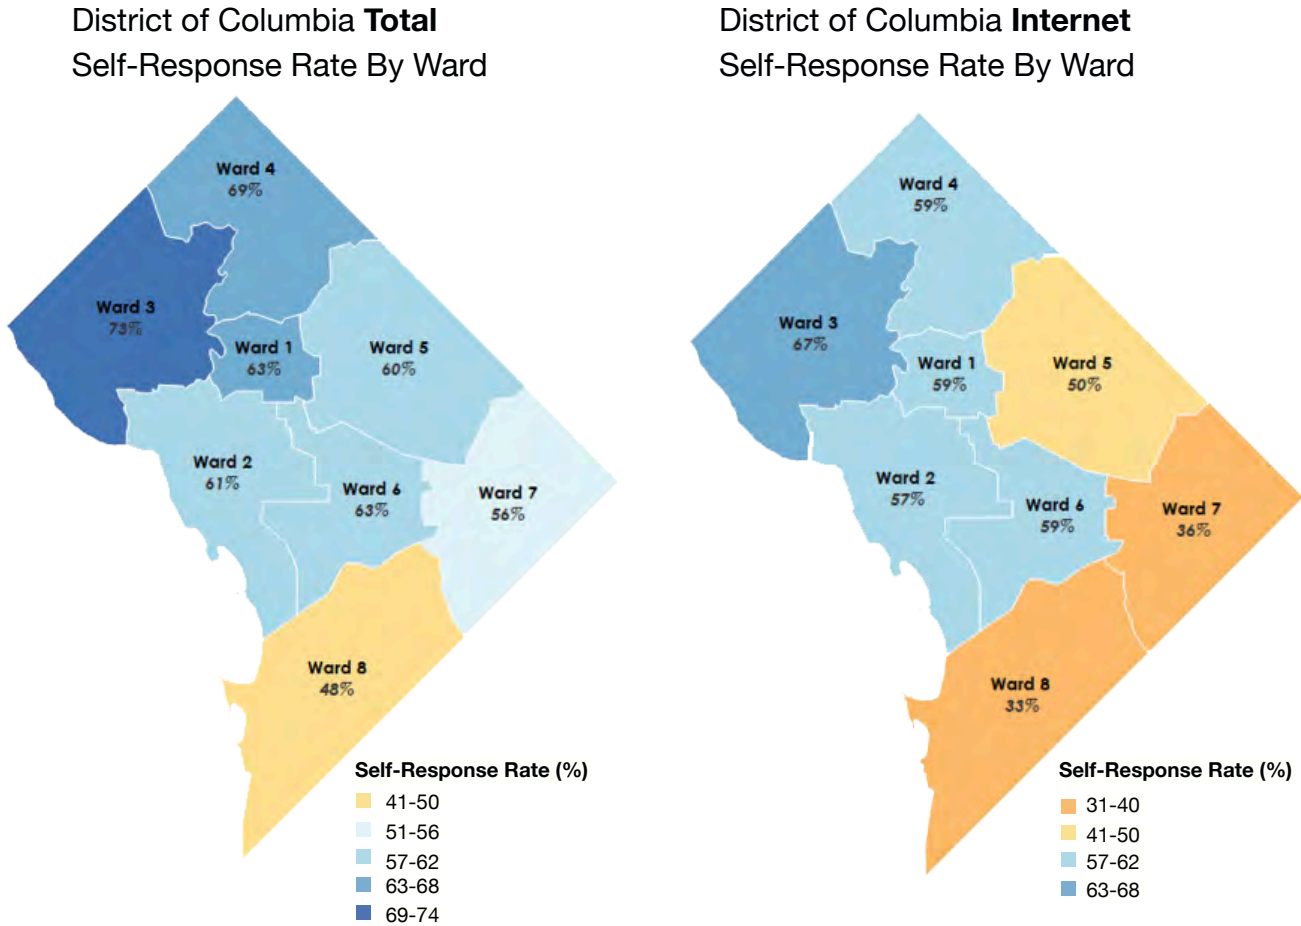 District of Columbia Total
Self-Response Rate By Ward
Ward 4
69%
Ward 3
73%
Ward 1
63%
Ward 5
60%
Ward 2
61%
Ward 6
63%
Ward 7
56%
Ward 8
48%
Self-Response Rate (%)
41-50
51-56
57-62
63-68
69-74
District of Columbia Internet
Self-Response Rate By Ward
Ward 4
59%
Ward 3
67%
Ward 1
59%
Ward 5
50%
Ward 2
57%
Ward 6
59%
Ward 7
36%
Ward 8
33%
Self-Response Rate (%)
31-40
41-50
57-62
63-68